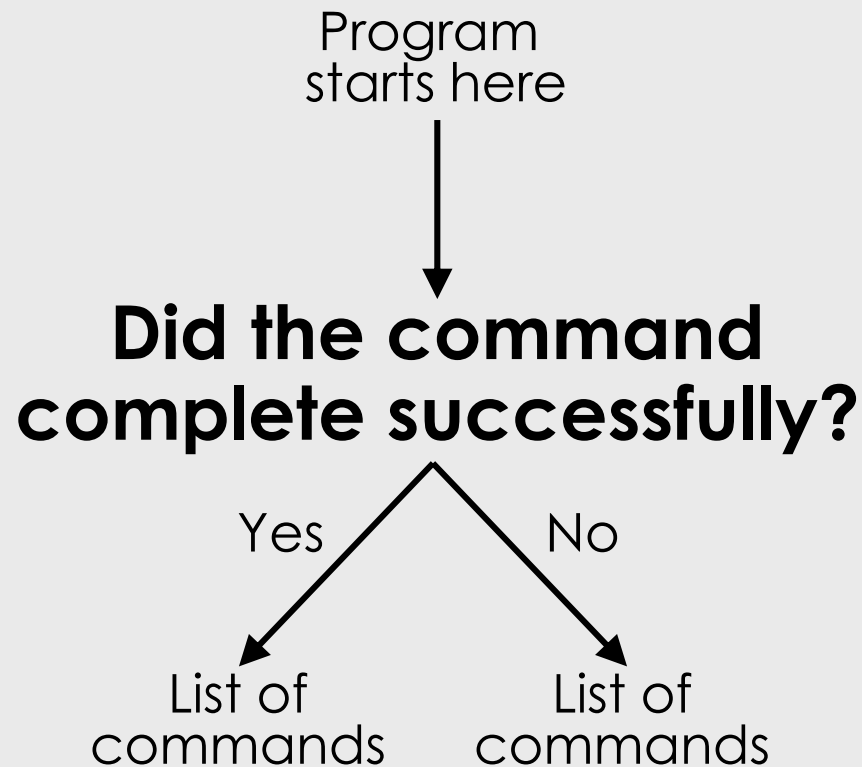 Program
starts here
Did the command
complete successfully?
Yes
No
List of
commands
List of
commands